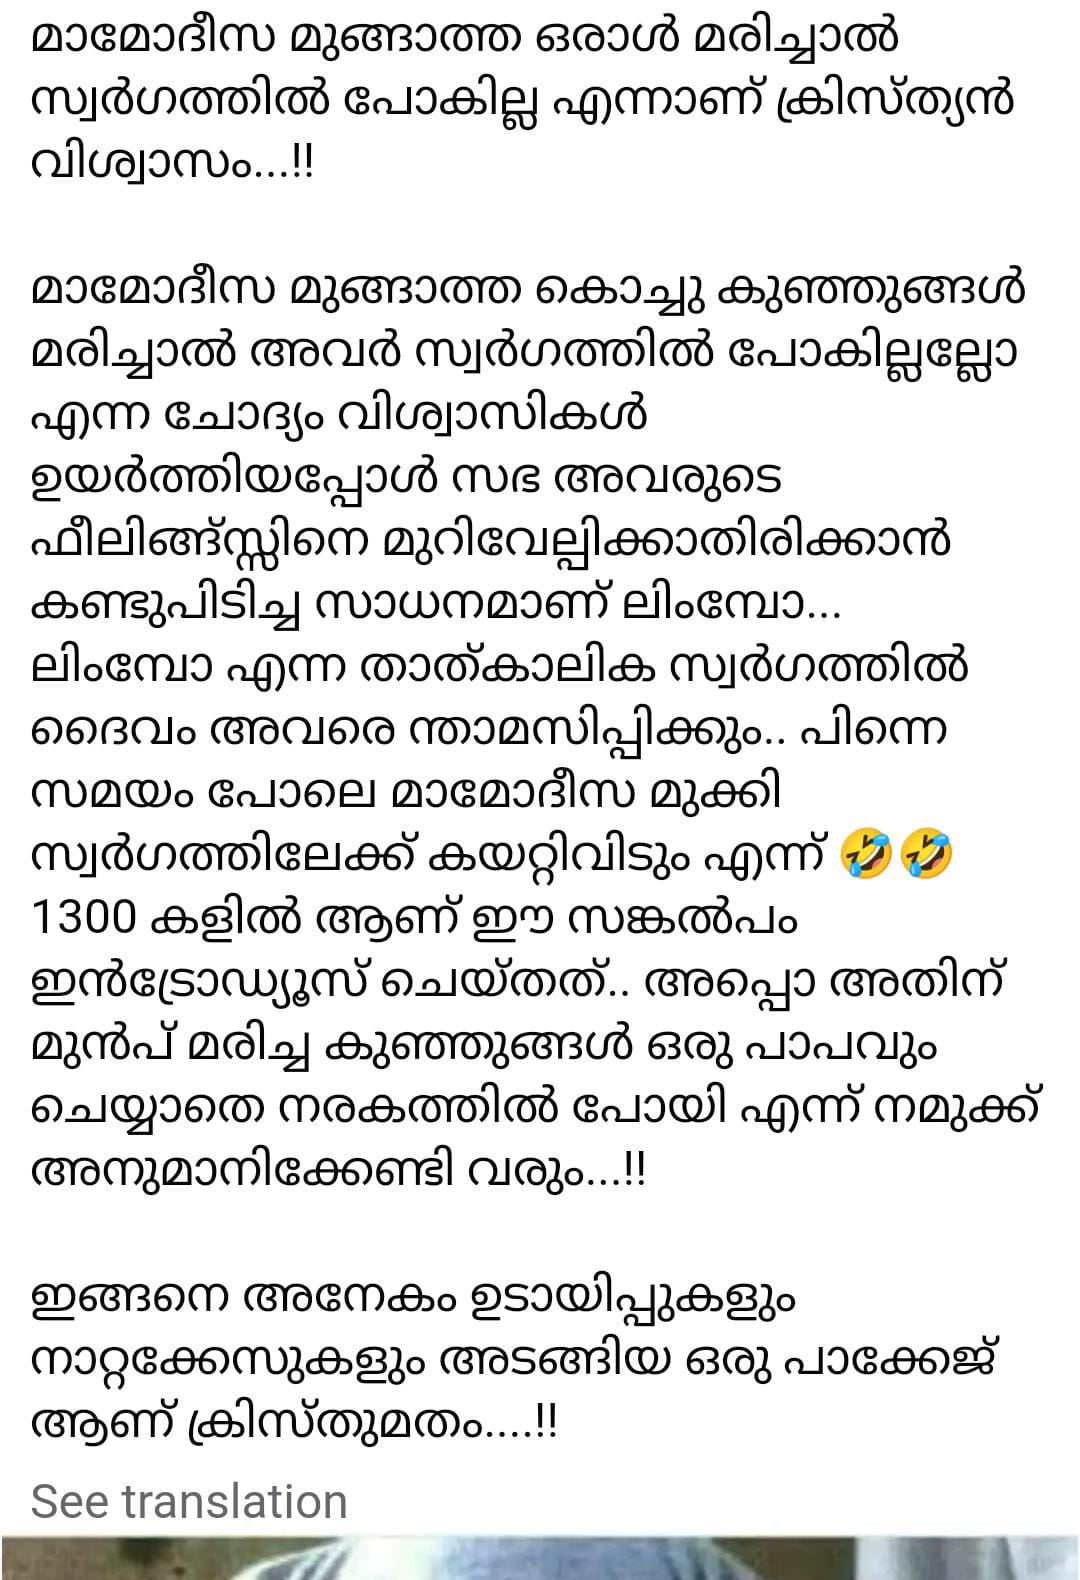 മാമോദീസ മുങ്ങാത്ത ഒരാൾ മരിച്ചാൽ
സ്വർഗത്തിൽ പോകില്ല എന്നാണ് ക്രിസ്ത്യൻ
വിശ്വാസം...!!
മാമോദീസ മുങ്ങാത്ത കൊച്ചു കുഞ്ഞുങ്ങൾ
മരിച്ചാൽ അവർ സ്വർഗത്തിൽ പോകില്ലല്ലോ
എന്ന ചോദ്യം വിശ്വാസികൾ
ഉയർത്തിയപ്പോൾ സഭ അവരുടെ
ഫീലിങ്ങ്സ്സിനെ മുറിവേല്പിക്കാതിരിക്കാൻ
കണ്ടുപിടിച്ച സാധനമാണ് ലിംമ്പോ...
ലിംമ്പോ എന്ന താത്കാലിക സ്വർഗത്തിൽ
ദൈവം അവരെ ന്താമസിപ്പിക്കും.. പിന്നെ
സമയം പോലെ മാമോദീസ മുക്കി
സ്വർഗത്തിലേക്ക് കയറ്റിവിടും എന്ന് 🤣🤣
1300 കളിൽ ആണ് ഈ സങ്കൽപം
ഇൻട്രോഡ്യൂസ് ചെയ്തത്.. അപ്പൊ അതിന്
മുൻപ് മരിച്ച കുഞ്ഞുങ്ങൾ ഒരു പാപവും
ചെയ്യാതെ നരകത്തിൽ പോയി എന്ന് നമുക്ക്
അനുമാനിക്കേണ്ടി വരും...!!
ഇങ്ങനെ അനേകം ഉടായിപ്പുകളും
നാറ്റക്കേസുകളും അടങ്ങിയ ഒരു പാക്കേജ്
ആണ് ക്രിസ്തുമതം....!!
See translation